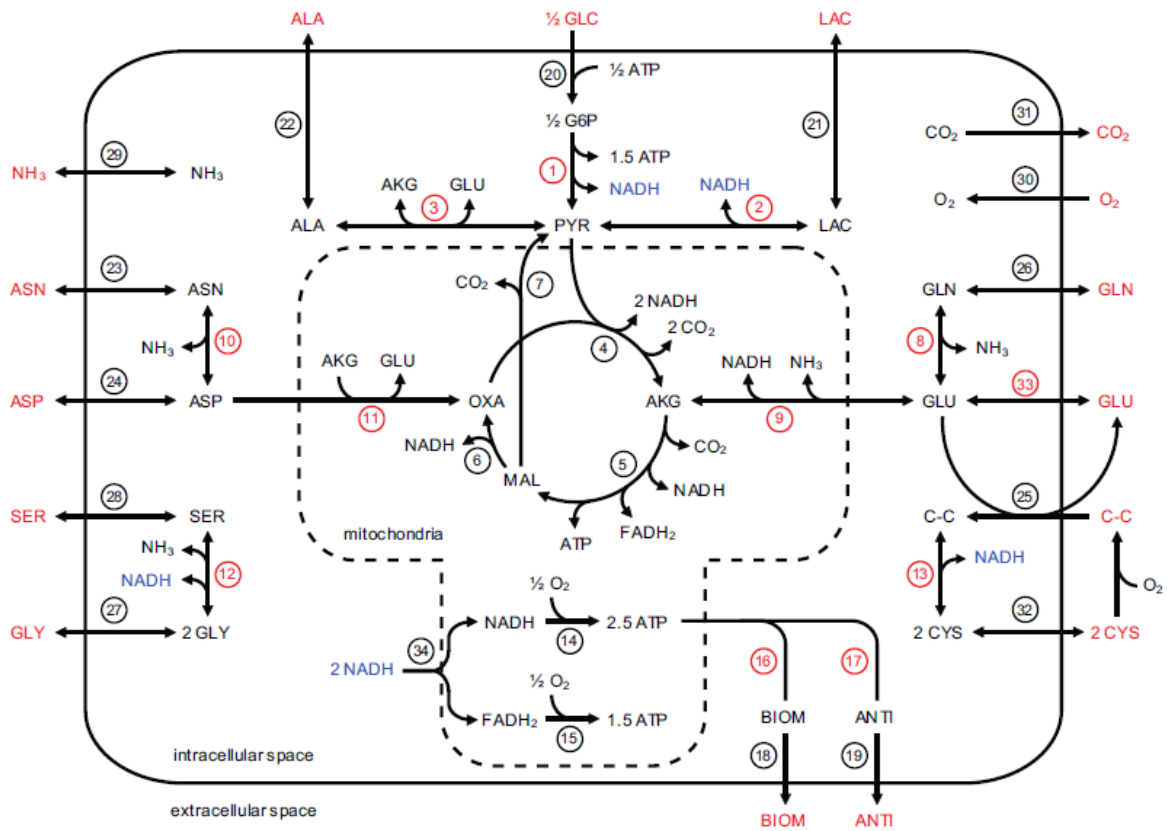 ALA ½ GLC LAC
20 ½ ATP
½ G6P
22 21
31
CO₂ CO₂
29
NH₃ NH₃
1 1.5 ATP
NADH
30
O₂ O₂
AKG GLU NADH
3 2
ALA PYR LAC
23 26
ASN ASN CO₂ 7 GLN GLN
2 NADH
2 CO₂
4
NH₃ 10 8 NH₃
24 AKG GLU NADH NH₃ 33
ASP ASP OXA AKG GLU GLU
11 9
NADH 6 5 CO₂
MAL NADH
28 25
SER SER ATP FADH₂ C-C C-C
mitochondria
NH₃
NADH 12 13 NADH
O₂
½ O₂
27 32
GLY 2 GLY NADH 2.5 ATP 2 CYS 2 CYS
14
34
2 NADH 16 17
½ O₂
FADH₂ 1.5 ATP BIOM ANTI
15
intracellular space 18 19
extracellular space
BIOM ANTI